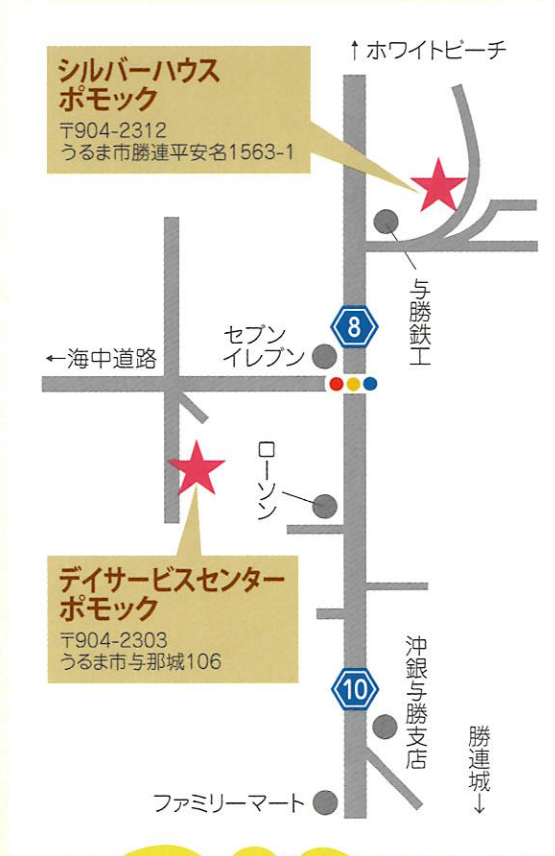 ↑ホワイトビーチ
シルバーハウス
ポモック
〒904-2312
うるま市勝連平安名1563-1
与勝鉄工
8
セブン
イレブン
←海中道路
ローソン
デイサービスセンター
ポモック
〒904-2303
うるま市与那城106
10
沖銀与勝支店
勝連城→
ファミリーマート